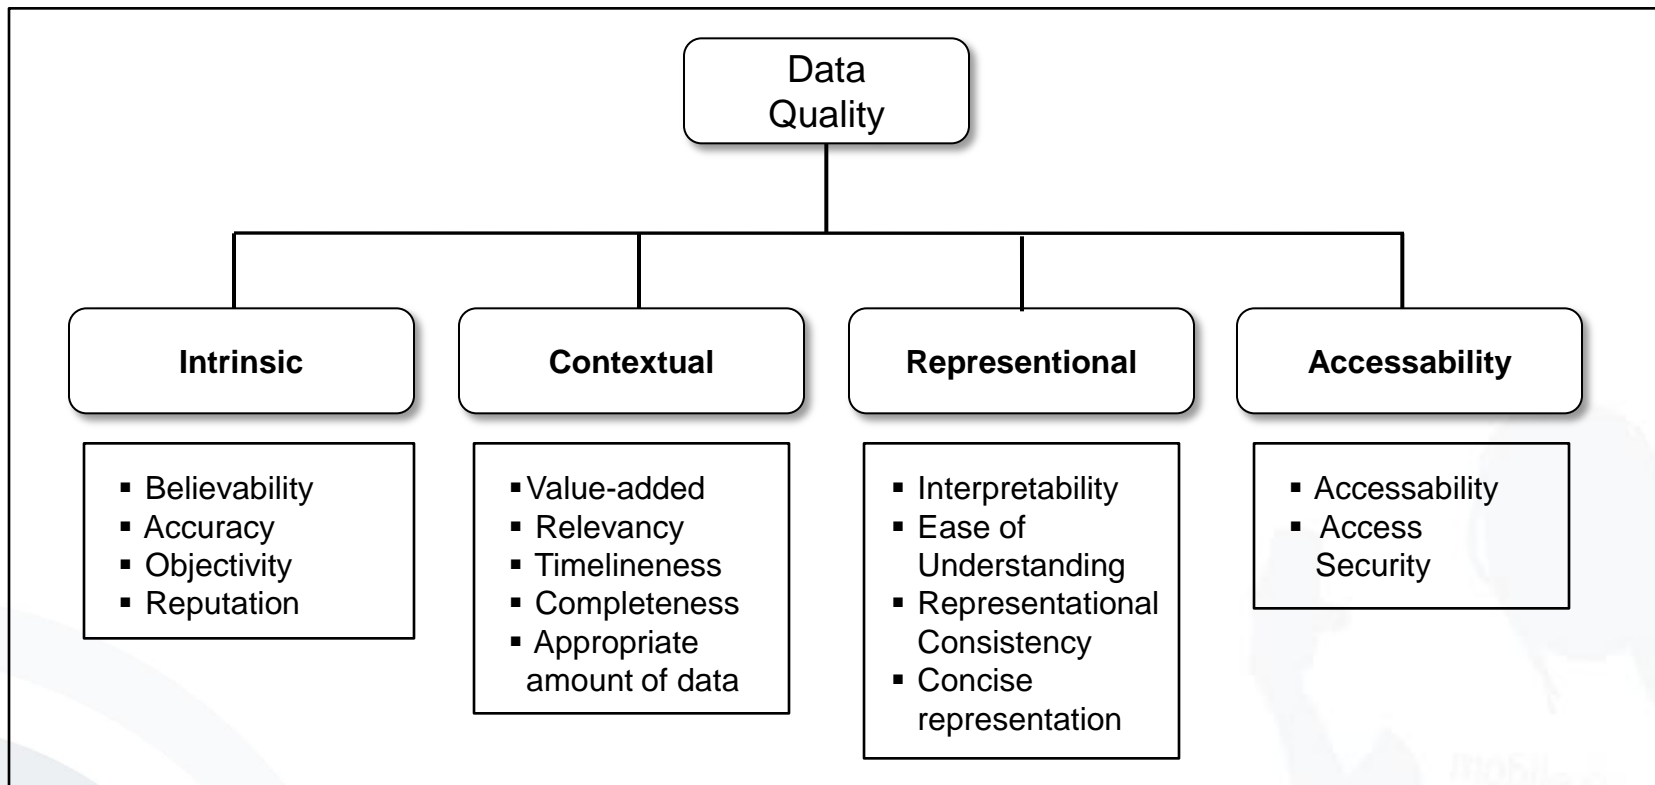 Data
Quality
Intrinsic
Contextual
Representional
Accessability
▪ Believability
▪ Accuracy
▪ Objectivity
▪ Reputation
▪Value-added
▪ Relevancy
▪ Timelineness
▪ Completeness
▪ Appropriate
amount of data
▪ Interpretability
▪ Ease of
Understanding
▪ Representational
Consistency
▪ Concise
representation
▪ Accessability
▪ Access
Security